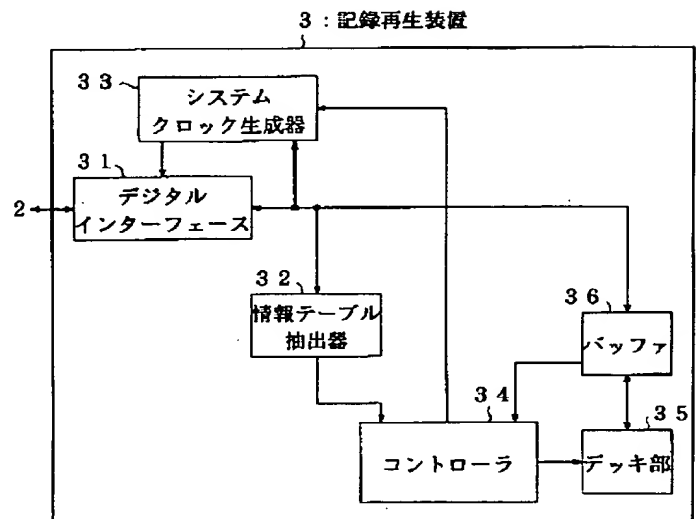 3：記録再生装置
33
システム
クロック生成器
31
デジタル
インターフェース
2
32
情報テーブル
抽出器
36
バッファ
34
コントローラ
35
デッキ部